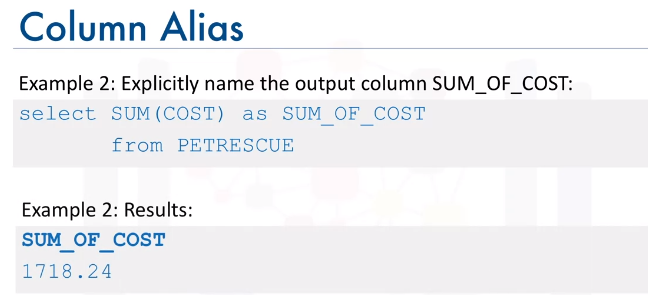 Column Alias
Example 2: Explicitly name the output column SUM_OF_COST:
select SUM(COST) as SUM_OF_COST
from PETRESCUE
Example 2: Results:
SUM_OF_COST
1718.24